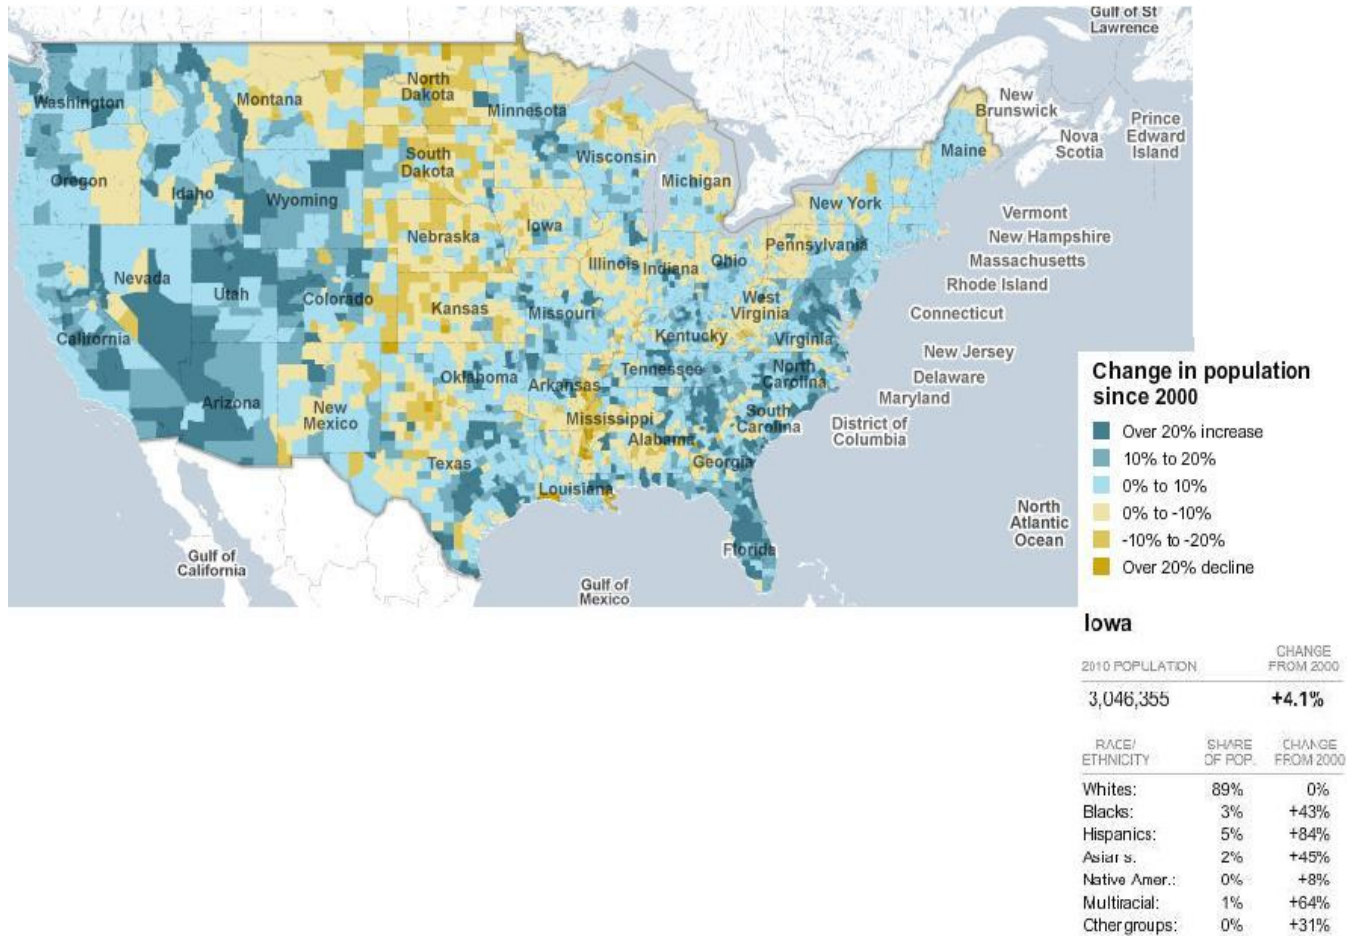 Gulf of St
Lawrence
Washington
Montana
North
Dakota
Minnesota
New
Brunswick
Prince
Edward
Island
Nova
Scotia
Maine
Oregon
Idaho
Wyoming
South
Dakota
Wisconsin
Michigan
New York
Vermont
New Hampshire
Massachusetts
Rhode Island
Connecticut
New Jersey
Delaware
Maryland
District of
Columbia
Nebraska
Iowa
Illinois
Indiana
Ohio
Pennsylvania
Nevada
Utah
Colorado
Kansas
Missouri
West
Virginia
Kentucky
Virginia
California
Arizona
New
Mexico
Oklahoma
Arkansas
Tennessee
North
Carolina
Mississippi
Alabama
South
Carolina
Georgia
Texas
Louisiana
Florida
Gulf of
California
Gulf of
Mexico
North
Atlantic
Ocean
Change in population
since 2000
Over 20% increase
10% to 20%
0% to 10%
0% to -10%
-10% to -20%
Over 20% decline
Iowa
2010 POPULATION
CHANGE
FROM 2000
3,046,355 +4.1%
RACE/
ETHNICITY
SHARE
OF POP.
CHANGE
FROM 2000
Whites: 89% 0%
Blacks: 3% +43%
Hispanics: 5% +84%
Asians: 2% +45%
Native Amer.: 0% +8%
Multiracial: 1% +64%
Other groups: 0% +31%